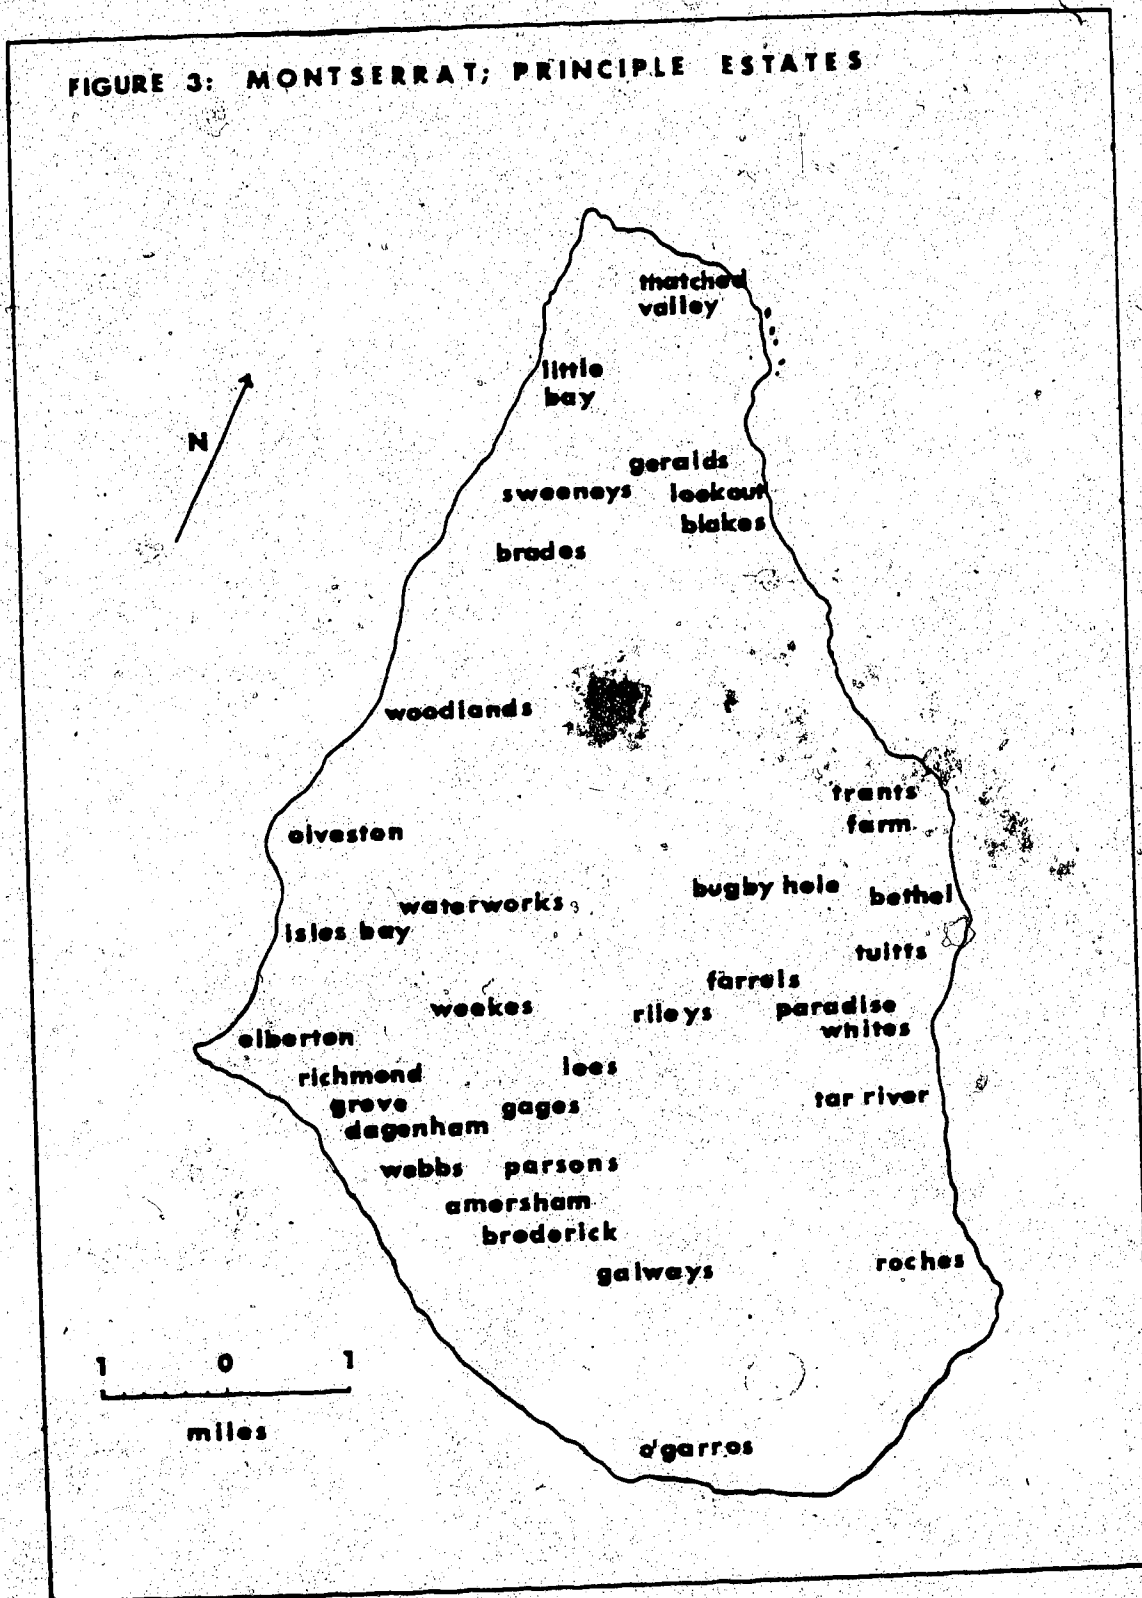 FIGURE 3: MONTSERRAT; PRINCIPLE ESTATES
thatched
valley
little
bay
N
geralds
sweeneys
lookout
blakes
brades
woodlands
trants
farm
olveston
bugby hole
bethel
waterworks
isles bay
tuitts
farrels
weekes
rileys
paradise
whites
elberton
lees
richmond
grove
gages
tar river
dagenham
webbs
parsons
amersham
broderick
galways
roches
1 0 1
miles
o'garros